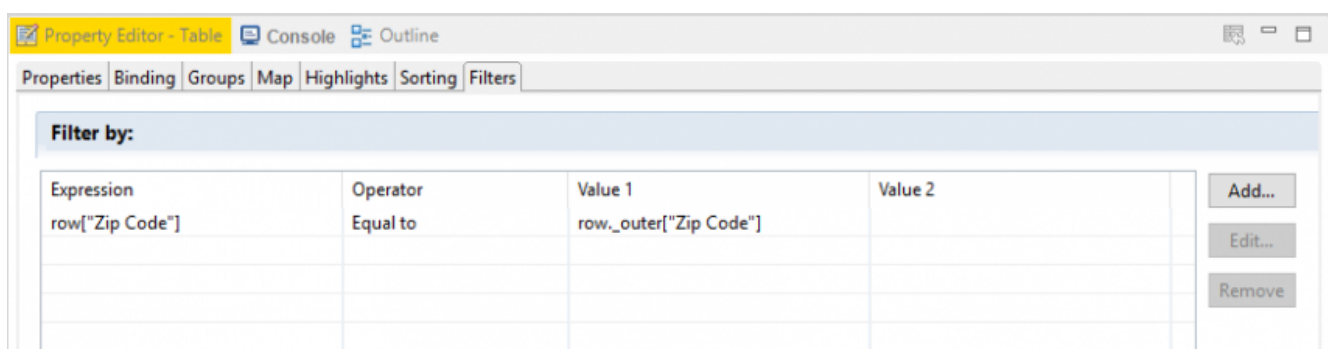 Property Editor - Table Console Outline
Properties Binding Groups Map Highlights Sorting Filters
Filter by:
Expression Operator Value 1 Value 2 Add...
row["Zip Code"] Equal to row._outer["Zip Code"]
Edit...
Remove